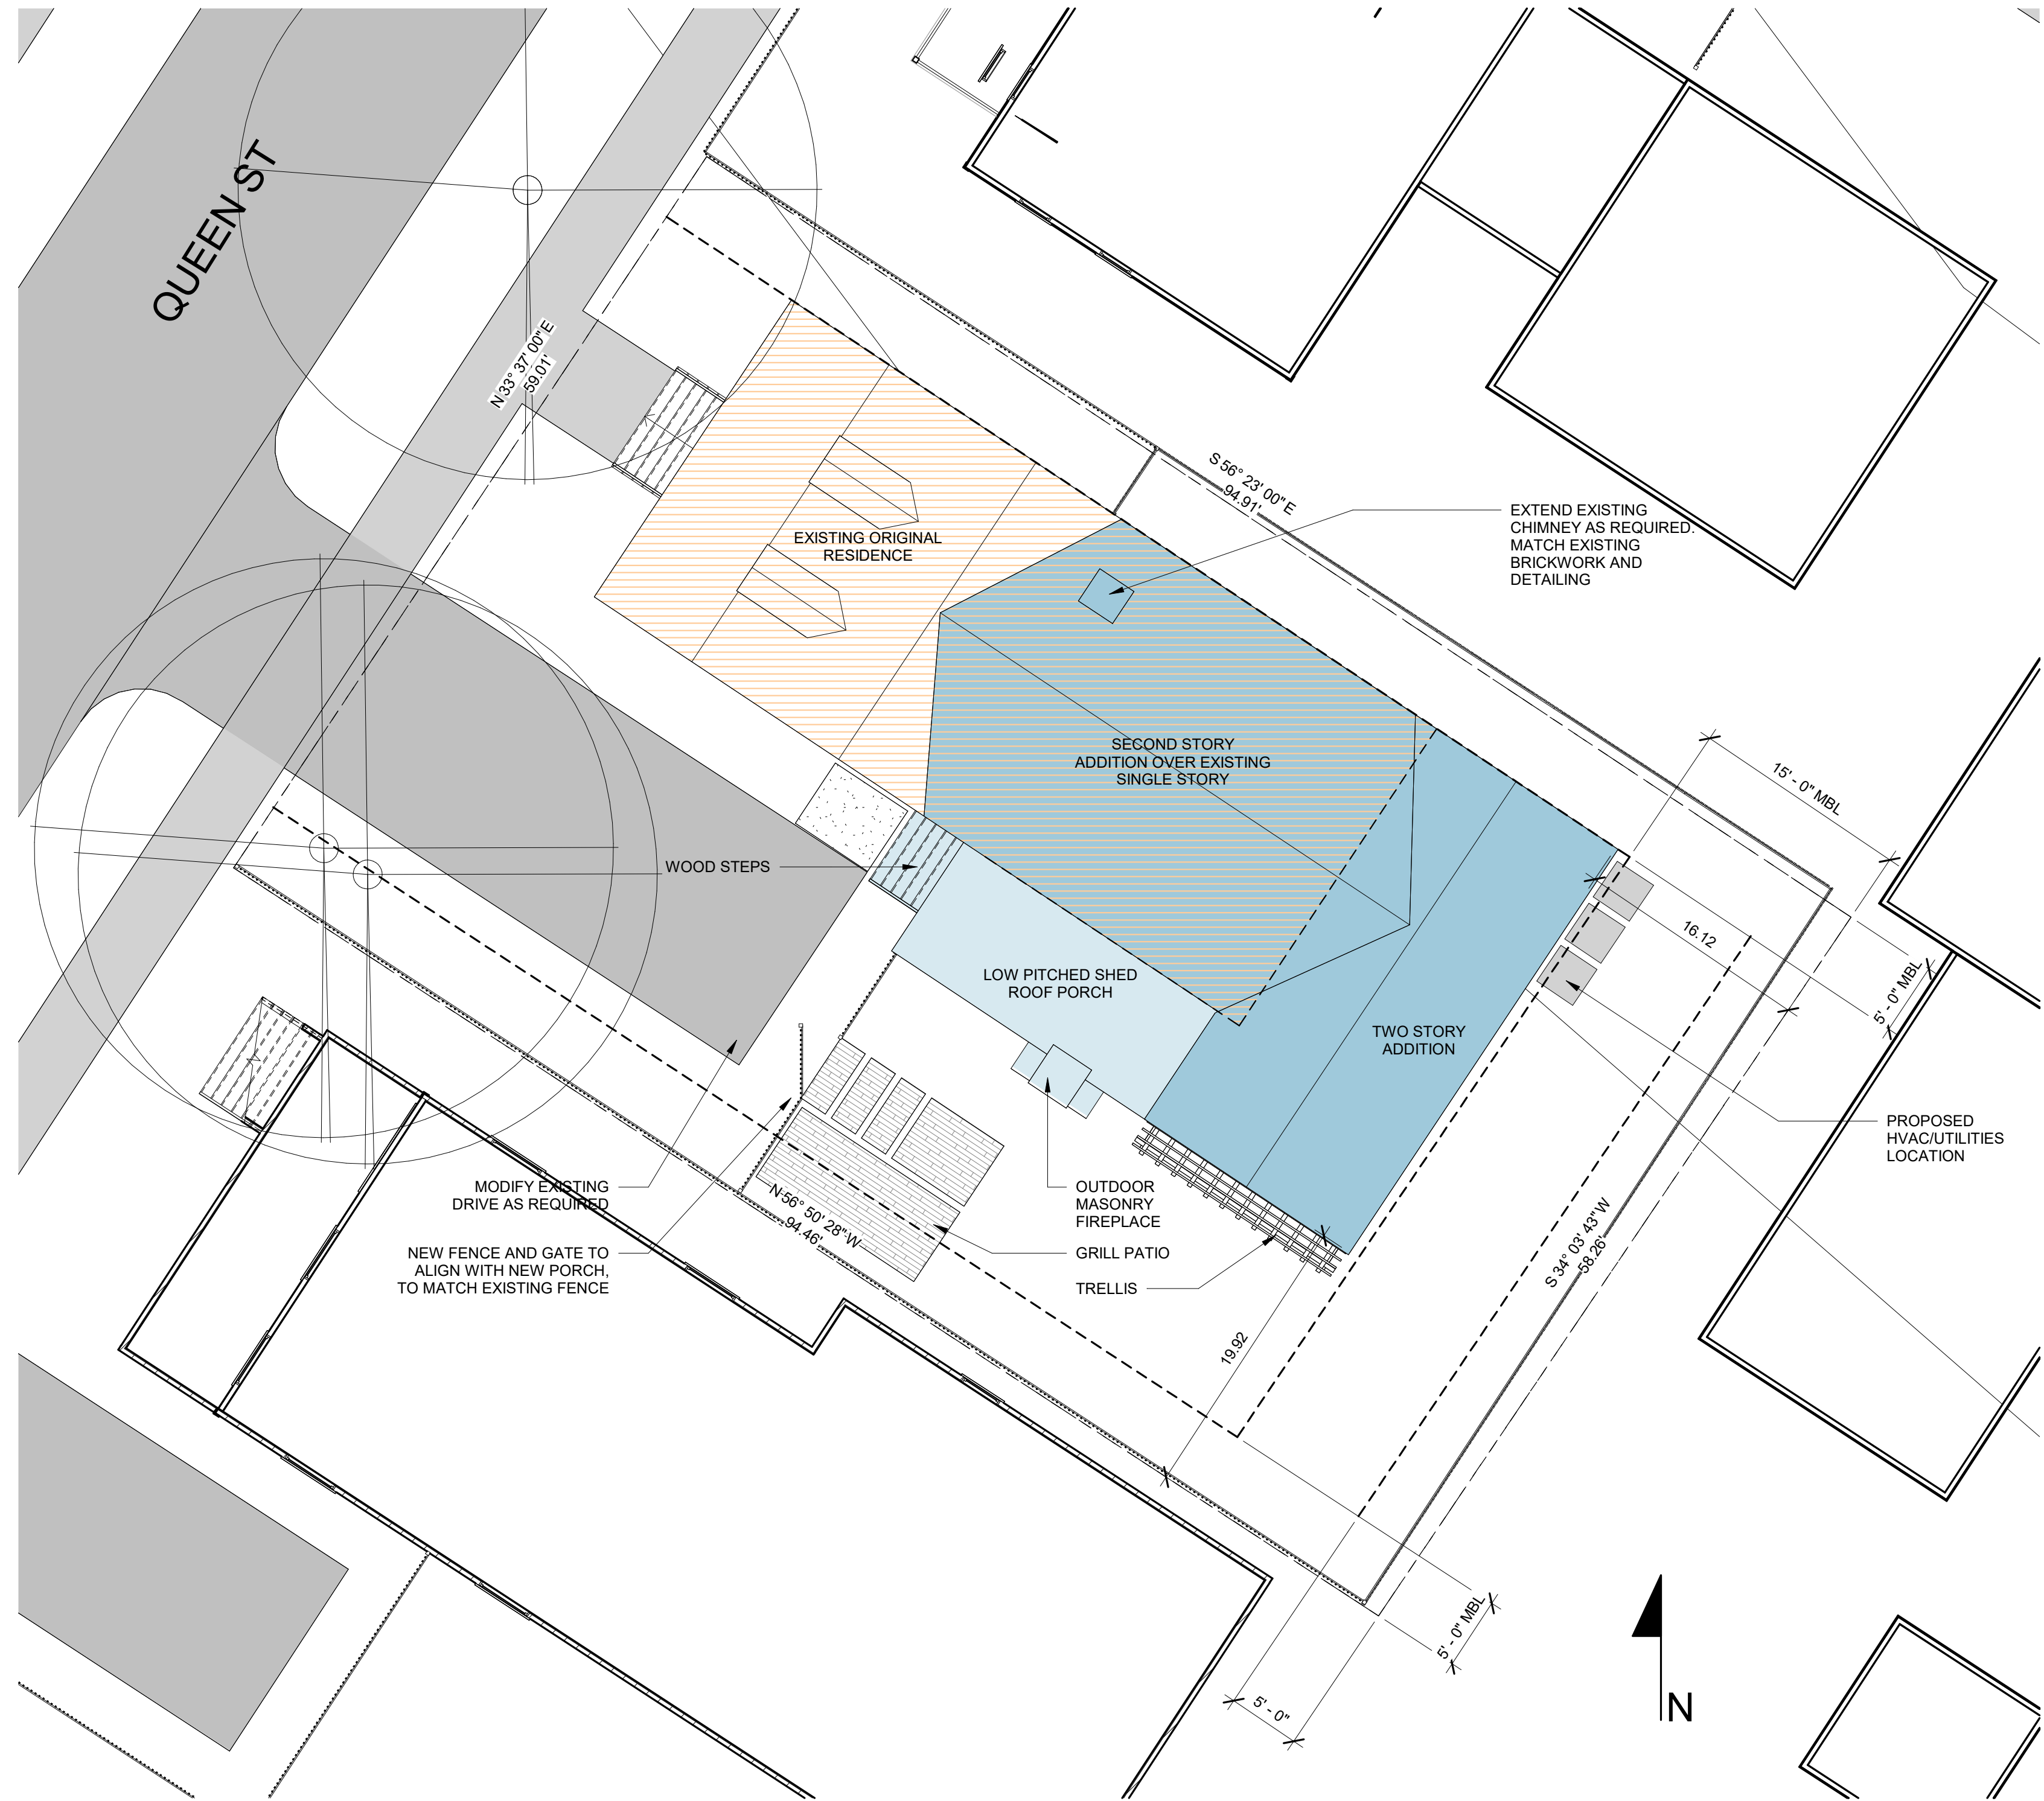 QUEEN ST
N 33° 37' 00" E
59.01'
S 56° 23' 00" E
94.91'
EXTEND EXISTING
CHIMNEY AS REQUIRED.
MATCH EXISTING
BRICKWORK AND
DETAILING
EXISTING ORIGINAL
RESIDENCE
SECOND STORY
ADDITION OVER EXISTING
SINGLE STORY
15' - 0" MBL
WOOD STEPS
16.12
5' - 0" MBL
LOW PITCHED SHED
ROOF PORCH
TWO STORY
ADDITION
PROPOSED
HVAC/UTILITIES
LOCATION
MODIFY EXISTING
DRIVE AS REQUIRED
N 56° 50' 28" W
94.46'
OUTDOOR
MASONRY
FIREPLACE
S 34° 03' 43" W
58.26'
NEW FENCE AND GATE TO
ALIGN WITH NEW PORCH,
TO MATCH EXISTING FENCE
GRILL PATIO
TRELLIS
19.92
5' - 0" MBL
5' - 0"
N